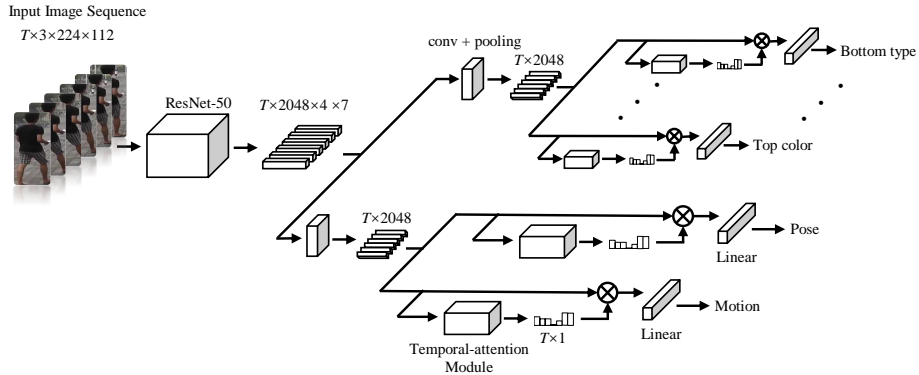 Input Image Sequence
T×3×224×112
ResNet-50
T×2048×4 ×7
conv + pooling
T×2048
Bottom type
Top color
T×2048
Pose
Linear
Motion
Linear
T×1
Temporal-attention
Module